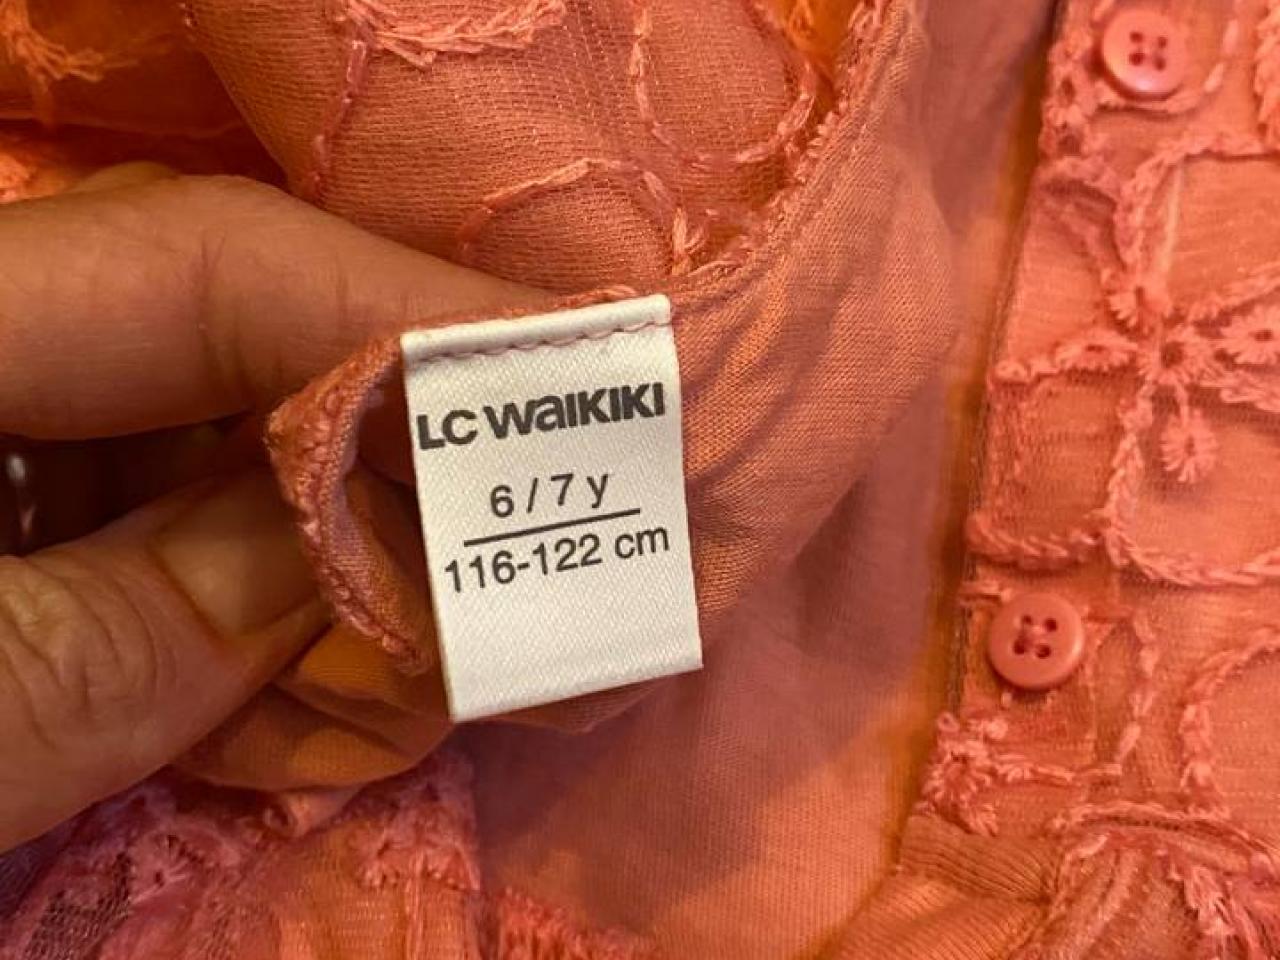 LC WAIKIKI
6 / 7 y
116-122 cm